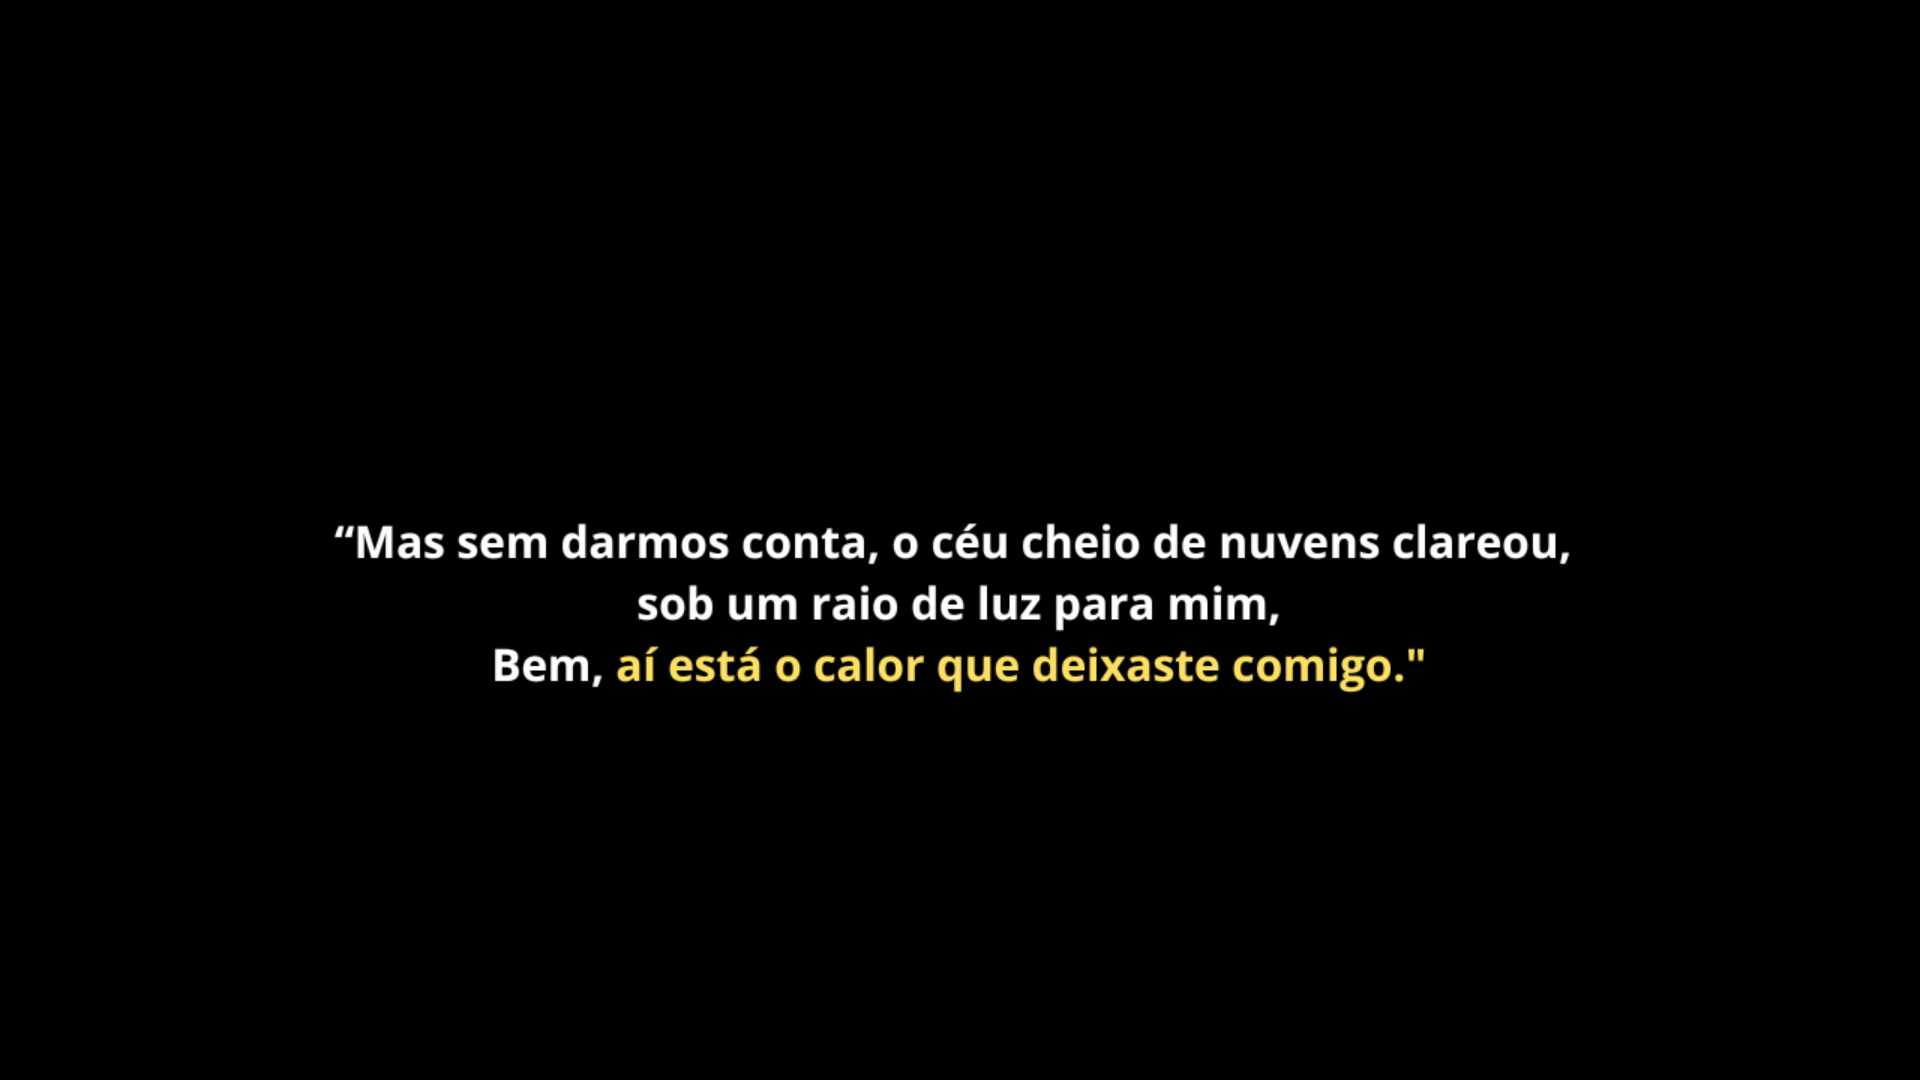 “Mas sem darmos conta, o céu cheio de nuvens clareou,
sob um raio de luz para mim,
Bem, aí está o calor que deixaste comigo."